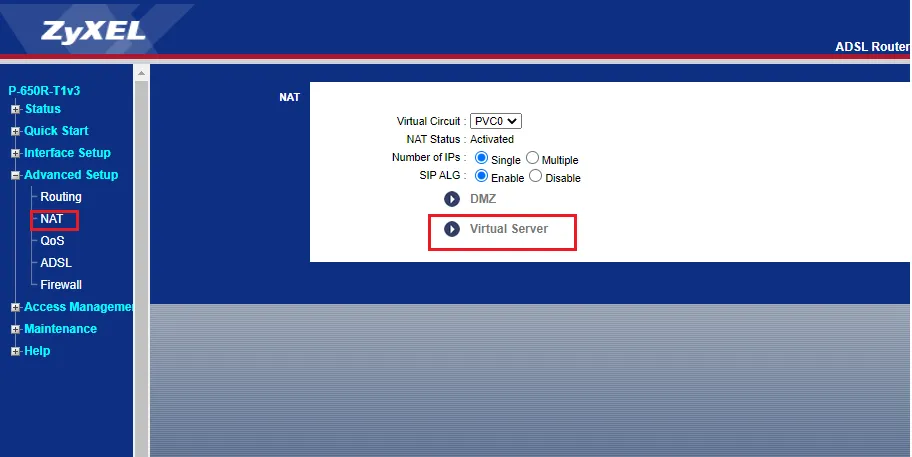 ZyXEL
ADSL Router
P-650R-T1v3
Status
Quick Start
Interface Setup
Advanced Setup
Routing
NAT
QoS
ADSL
Firewall
Access Managemen
Maintenance
Help
NAT
Virtual Circuit : PVC0
NAT Status : Activated
Number of IPs : Single Multiple
SIP ALG : Enable Disable
DMZ
Virtual Server